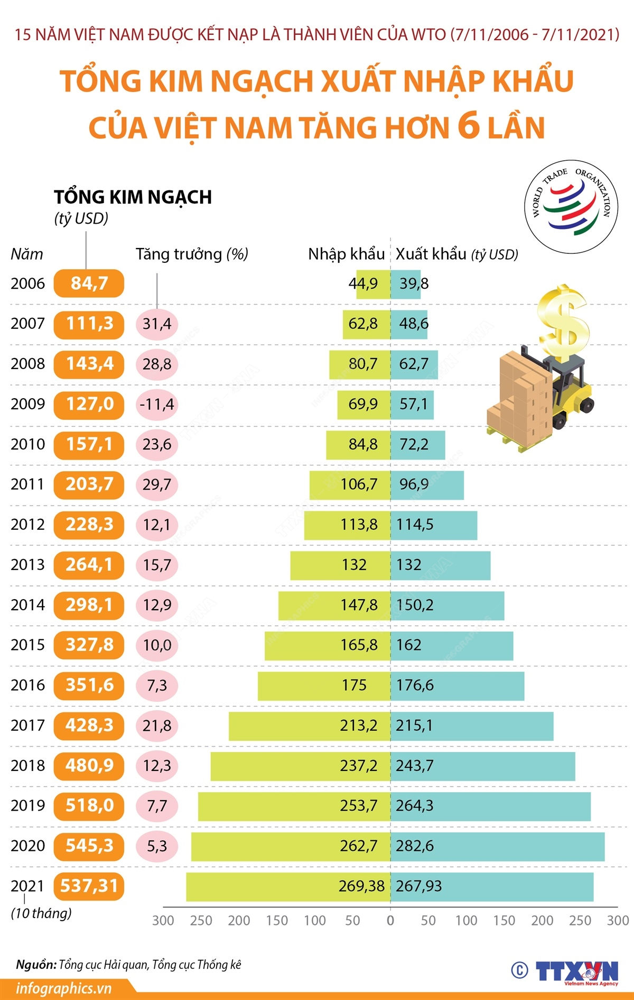 15 NĂM VIỆT NAM ĐƯỢC KẾT NẠP LÀ THÀNH VIÊN CỦA WTO (7/11/2006 - 7/11/2021)
TỔNG KIM NGẠCH XUẤT NHẬP KHẨU
CỦA VIỆT NAM TĂNG HƠN 6 LẦN
WORLD TRADE ORGANIZATION
TỔNG KIM NGẠCH
(tỷ USD)
Năm Tăng trưởng (%) Nhập khẩu Xuất khẩu (tỷ USD)
2006 84,7 44,9 39,8
2007 111,3 31,4 62,8 48,6
2008 143,4 28,8 80,7 62,7
2009 127,0 -11,4 69,9 57,1
2010 157,1 23,6 84,8 72,2
2011 203,7 29,7 106,7 96,9
2012 228,3 12,1 113,8 114,5
2013 264,1 15,7 132 132
2014 298,1 12,9 147,8 150,2
2015 327,8 10,0 165,8 162
2016 351,6 7,3 175 176,6
2017 428,3 21,8 213,2 215,1
2018 480,9 12,3 237,2 243,7
2019 518,0 7,7 253,7 264,3
2020 545,3 5,3 262,7 282,6
2021 537,31 269,38 267,93
(10 tháng)
300 250 200 150 100 50 0 50 100 150 200 250 300
Nguồn: Tổng cục Hải quan, Tổng cục Thống kê
© TTXVN
Vietnam News Agency
infographics.vn